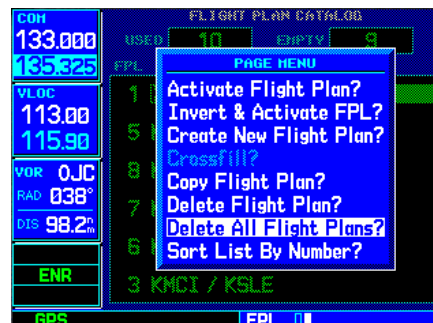 COM
133.000
135.325
VLOC
113.00
115.90
VOR OJC
RAD 038°
DIS 98.2nm
ENR
GPS
FLIGHT PLAN CATALOG
USED 10 EMPTY 9
FPL
PAGE MENU
Activate Flight Plan?
Invert & Activate FPL?
Create New Flight Plan?
Crossfill?
Copy Flight Plan?
Delete Flight Plan?
Delete All Flight Plans?
Sort List By Number?
1
5 K
8 K
7 K
6 K
3 KMCI / KSLE
FPL